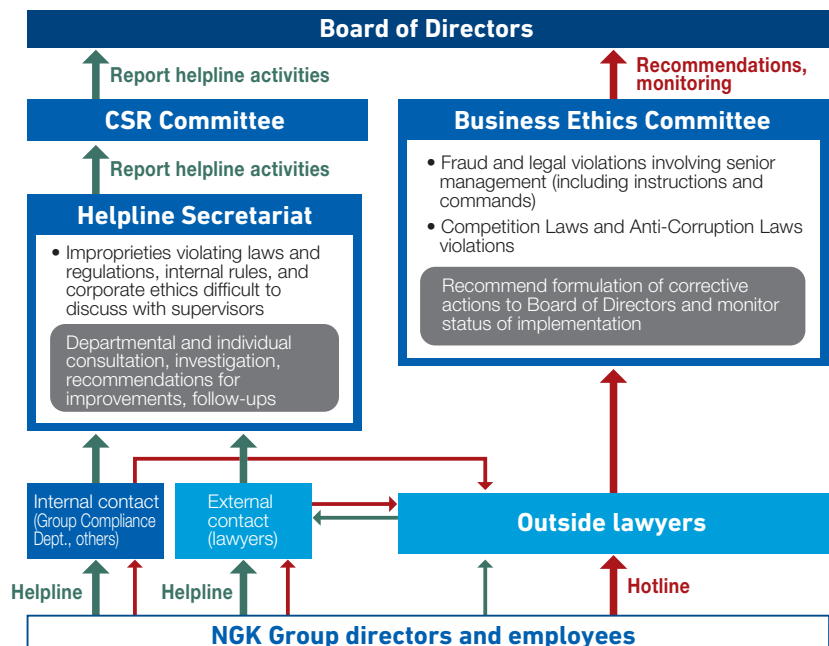 Board of Directors
Report helpline activities
Recommendations,
monitoring
CSR Committee
Business Ethics Committee
Report helpline activities
• Fraud and legal violations involving senior
management (including instructions and
commands)
• Competition Laws and Anti-Corruption Laws
violations
Recommend formulation of corrective
actions to Board of Directors and monitor
status of implementation
Helpline Secretariat
• Improprieties violating laws and
regulations, internal rules, and
corporate ethics difficult to
discuss with supervisors
Departmental and individual
consultation, investigation,
recommendations for
improvements, follow-ups
Internal contact
(Group Compliance
Dept., others)
External
contact
(lawyers)
Outside lawyers
Helpline
Helpline
Hotline
NGK Group directors and employees